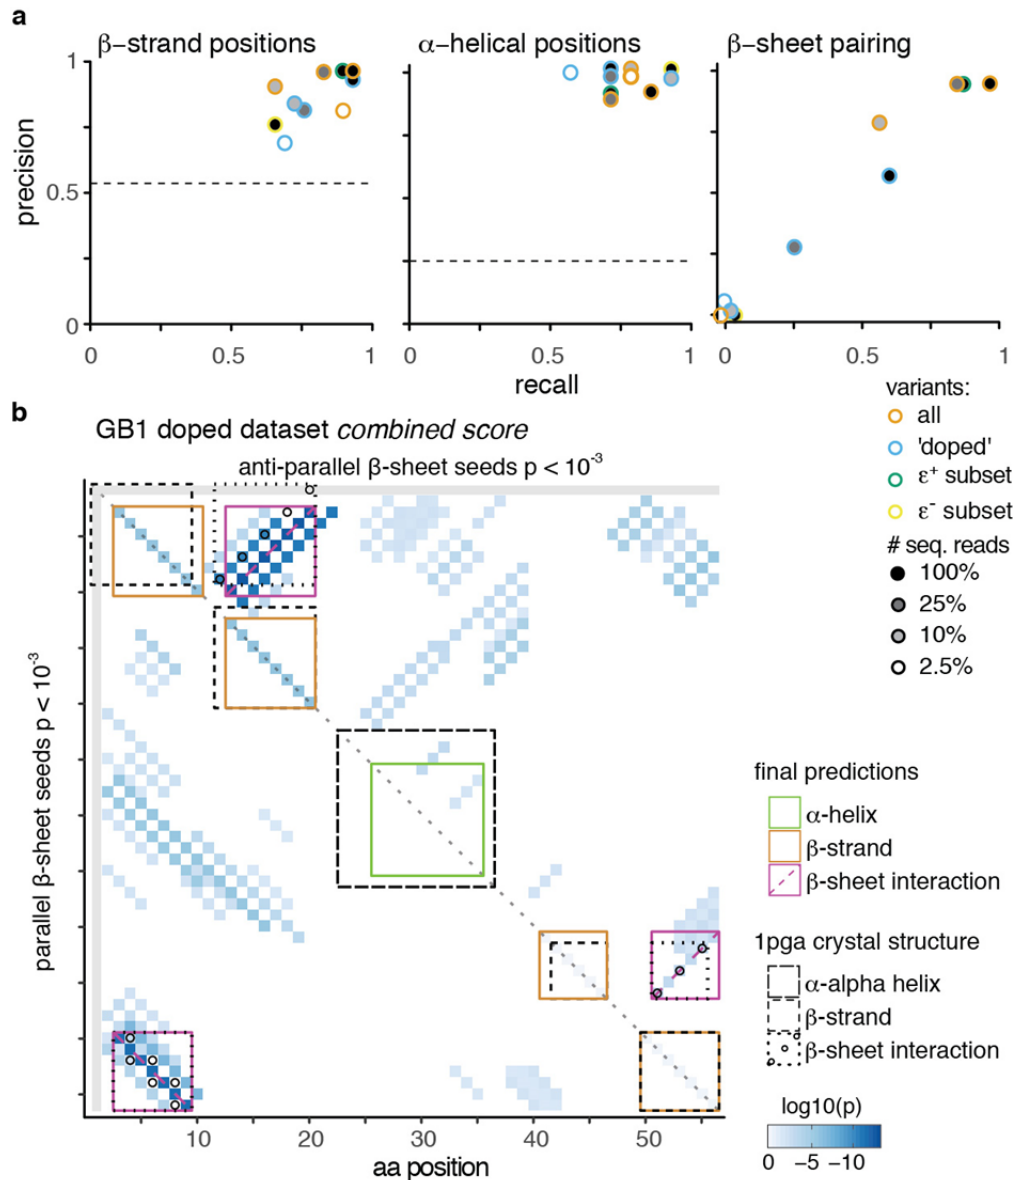 a
β−strand positions
α−helical positions
β−sheet pairing
precision
1
0.5
0
0
0.5
1
0
0.5
1
0
0.5
1
recall
variants:
all
'doped'
ε+ subset
ε- subset
# seq. reads
100%
25%
10%
2.5%
b
GB1 doped dataset combined score
anti-parallel β-sheet seeds p < 10-3
parallel β-sheet seeds p < 10-3
10
20
30
40
50
aa position
final predictions
α-helix
β-strand
β-sheet interaction
1pga crystal structure
α-alpha helix
β-strand
β-sheet interaction
log10(p)
0 −5 −10